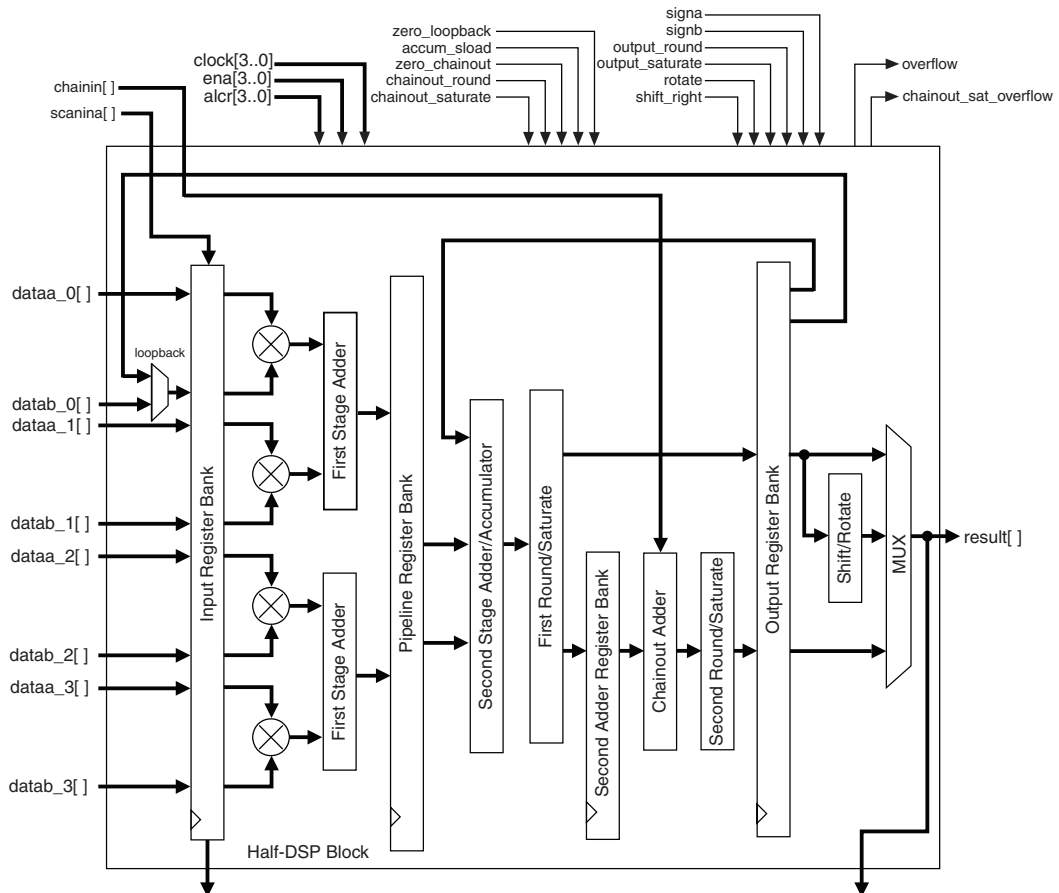 signa
signb
output_round
output_saturate
rotate
shift_right
zero_loopback
accum_sload
zero_chainout
chainout_round
chainout_saturate
clock[3..0]
ena[3..0]
alcr[3..0]
chainin[ ]
scanina[ ]
overflow
chainout_sat_overflow
dataa_0[ ]
loopback
datab_0[ ]
dataa_1[ ]
datab_1[ ]
dataa_2[ ]
datab_2[ ]
dataa_3[ ]
datab_3[ ]
Input Register Bank
First Stage Adder
First Stage Adder
Pipeline Register Bank
Second Stage Adder/Accumulator
First Round/Saturate
Second Adder Register Bank
Chainout Adder
Second Round/Saturate
Output Register Bank
Shift/Rotate
MUX
result[ ]
Half-DSP Block